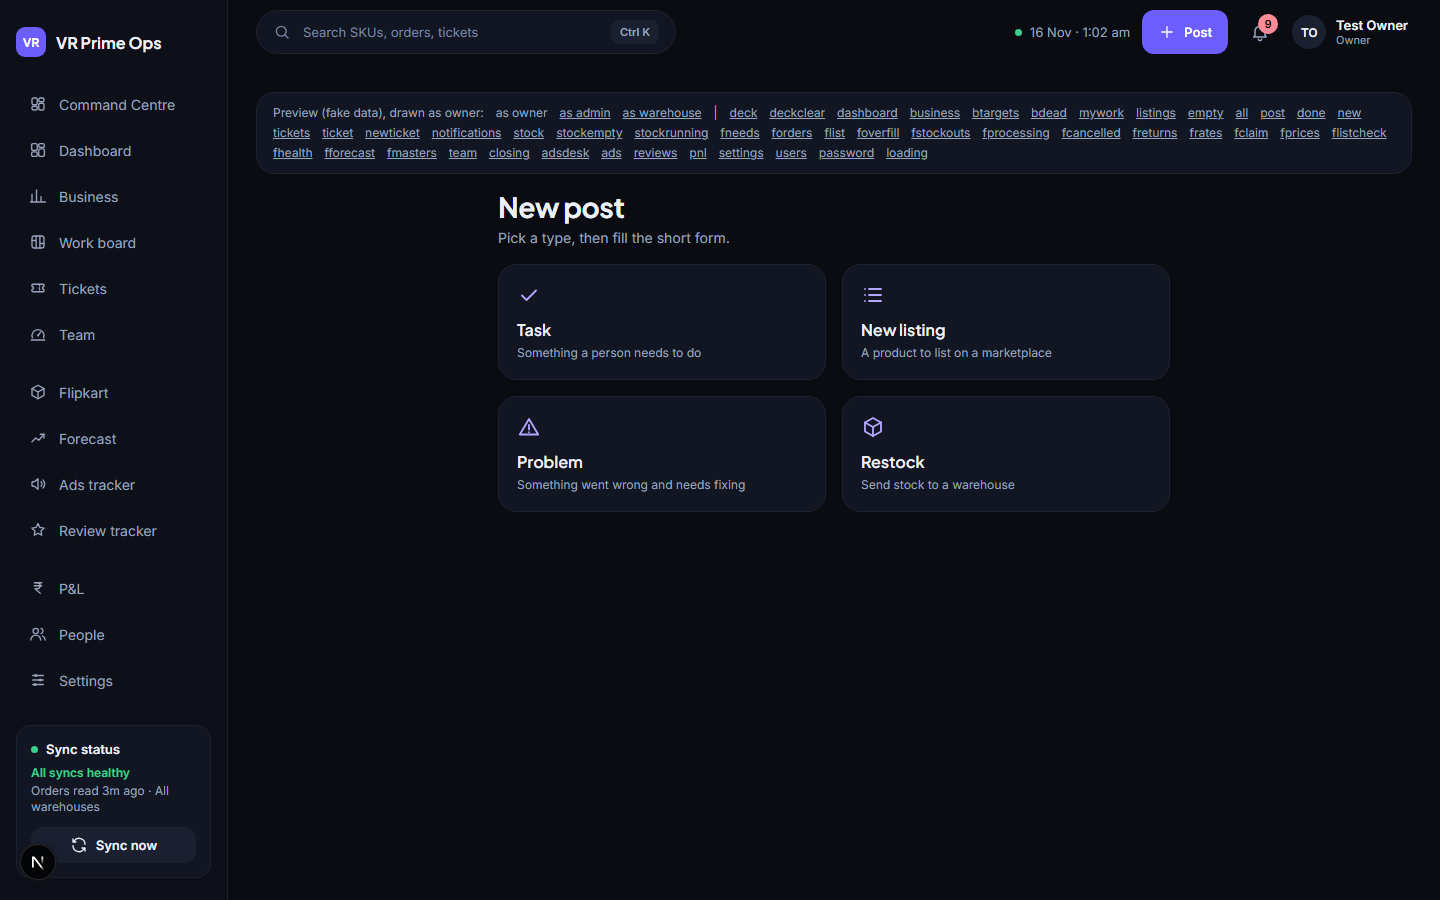 VR VR Prime Ops
Search SKUs, orders, tickets Ctrl K
16 Nov · 1:02 am
+ Post
9
TO
Test Owner
Owner
Command Centre
Dashboard
Business
Work board
Tickets
Team
Flipkart
Forecast
Ads tracker
Review tracker
₹ P&L
People
Settings
Sync status
All syncs healthy
Orders read 3m ago · All
warehouses
Sync now
N
Preview (fake data), drawn as owner: as owner as admin as warehouse | deck deckclear dashboard business btargets bdead mywork listings empty all post done new
tickets ticket newticket notifications stock stockempty stockrunning fneeds forders flist foverfill fstockouts fprocessing fcancelled freturns frates fclaim fprices flistcheck
fhealth fforecast fmasters team closing adsdesk ads reviews pnl settings users password loading
New post
Pick a type, then fill the short form.
Task
Something a person needs to do
New listing
A product to list on a marketplace
Problem
Something went wrong and needs fixing
Restock
Send stock to a warehouse